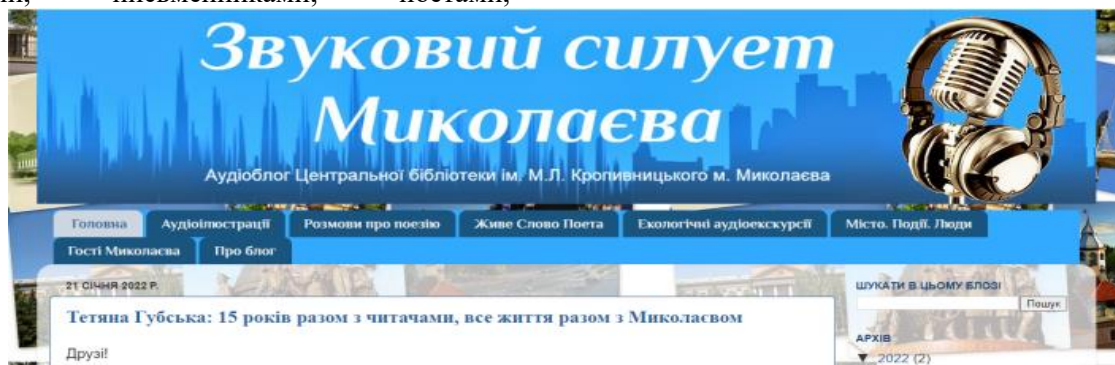 письменниками, поетами,
Звуковий силует
Миколаєва
Аудіоблог Центральної бібліотеки ім. М.Л. Кропивницького м. Миколаєва
Головна Аудіоілюстрації Розмови про поезію Живе Слово Поета Екологічні аудіоекскурсії Місто. Події. Люди
Гості Миколаєва Про блог
21 СІЧНЯ 2022 Р.
Тетяна Губська: 15 років разом з читачами, все життя разом з Миколаєвом
Друзі!
ШУКАТИ В ЦЬОМУ БЛОЗІ
Пошук
АРХІВ
▼ 2022 (2)